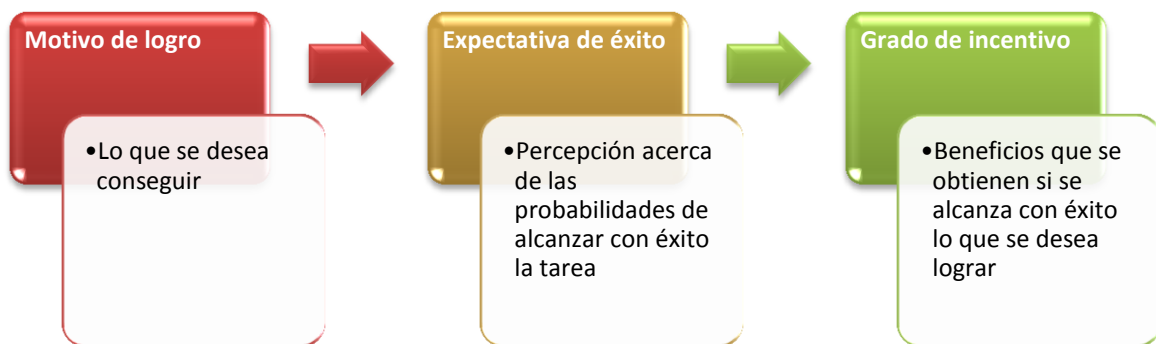 Motivo de logro
•Lo que se desea
conseguir
Expectativa de éxito
•Percepción acerca
de las
probabilidades de
alcanzar con éxito
la tarea
Grado de incentivo
•Beneficios que se
obtienen si se
alcanza con éxito
lo que se desea
lograr